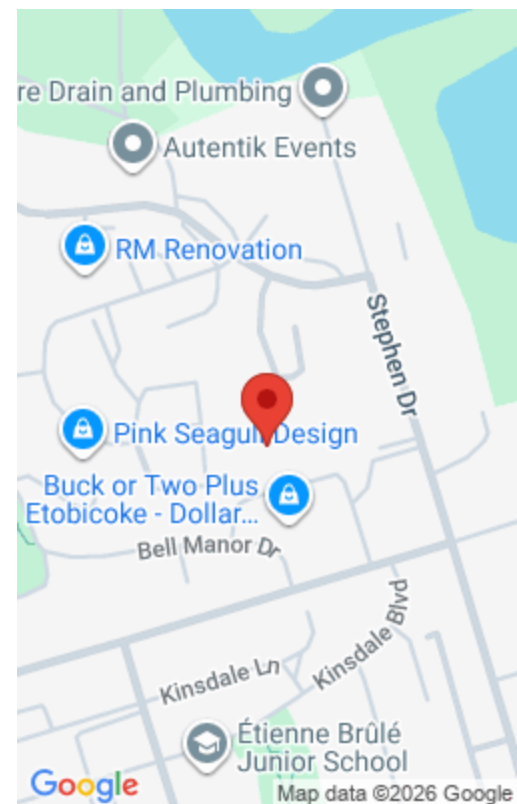 re Drain and Plumbing
Autentik Events
RM Renovation
Stephen Dr
Pink Seagull Design
Buck or Two Plus
Etobicoke - Dollar...
Bell Manor Dr
Kinsdale Blvd
Kinsdale Ln
Étienne Brûlé
Junior School
Google
Map data ©2026 Google